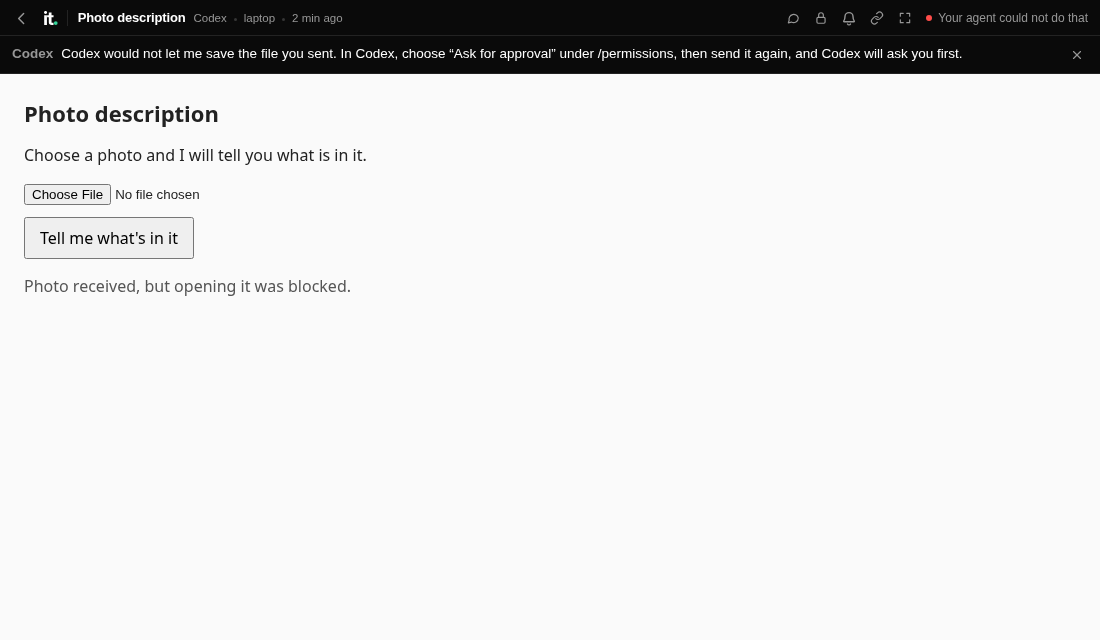 it. Photo description Codex laptop 2 min ago Your agent could not do that
Codex Codex would not let me save the file you sent. In Codex, choose “Ask for approval” under /permissions, then send it again, and Codex will ask you first.
Photo description
Choose a photo and I will tell you what is in it.
Choose File No file chosen
Tell me what's in it
Photo received, but opening it was blocked.